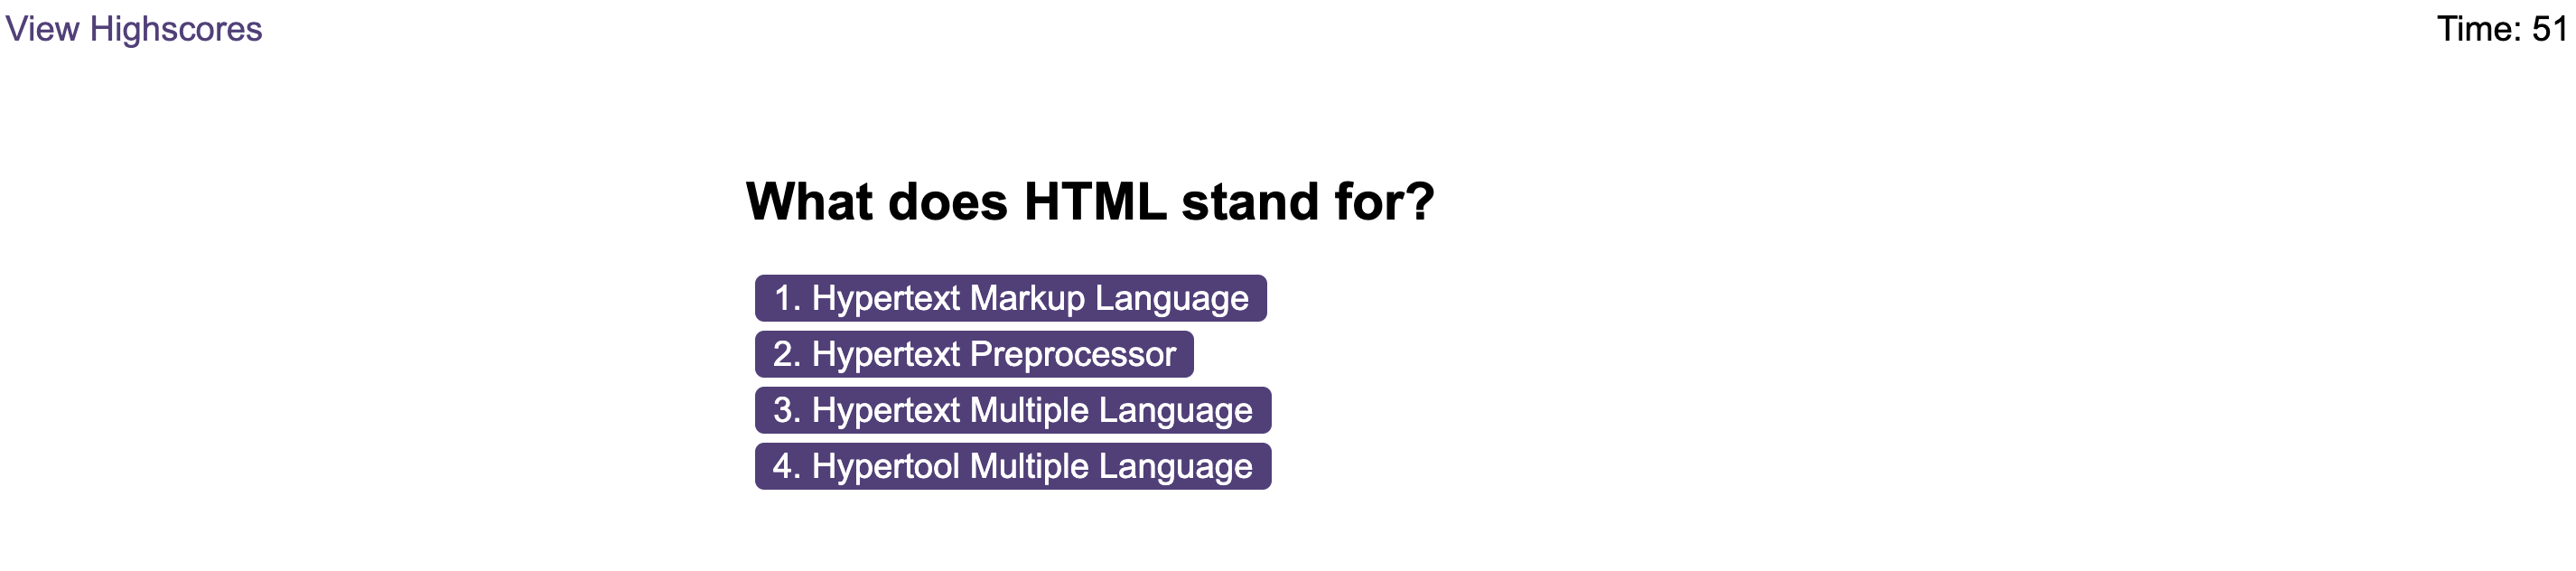 View Highscores
Time: 51
What does HTML stand for?
1. Hypertext Markup Language
2. Hypertext Preprocessor
3. Hypertext Multiple Language
4. Hypertool Multiple Language